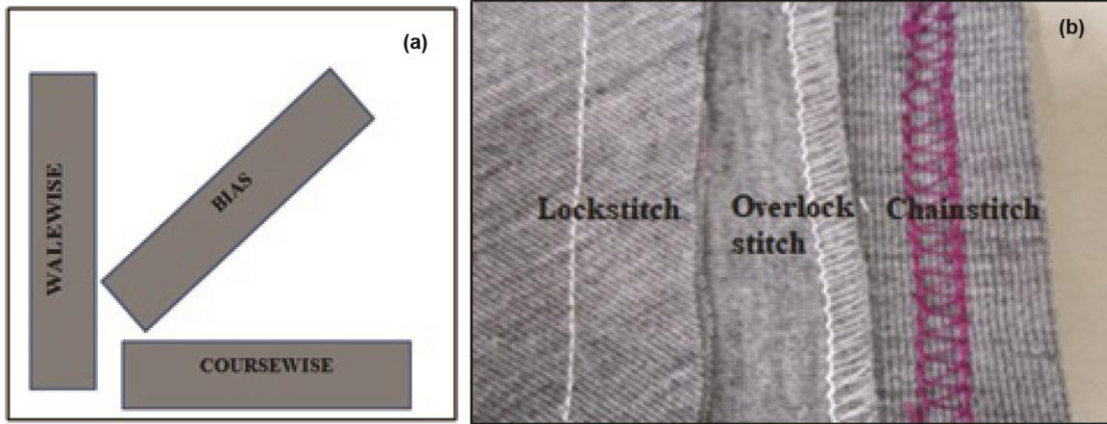 (a)
WALEWISE
BIAS
COURSEWISE
(b)
Lockstitch
Overlock
stitch
Chainstitch